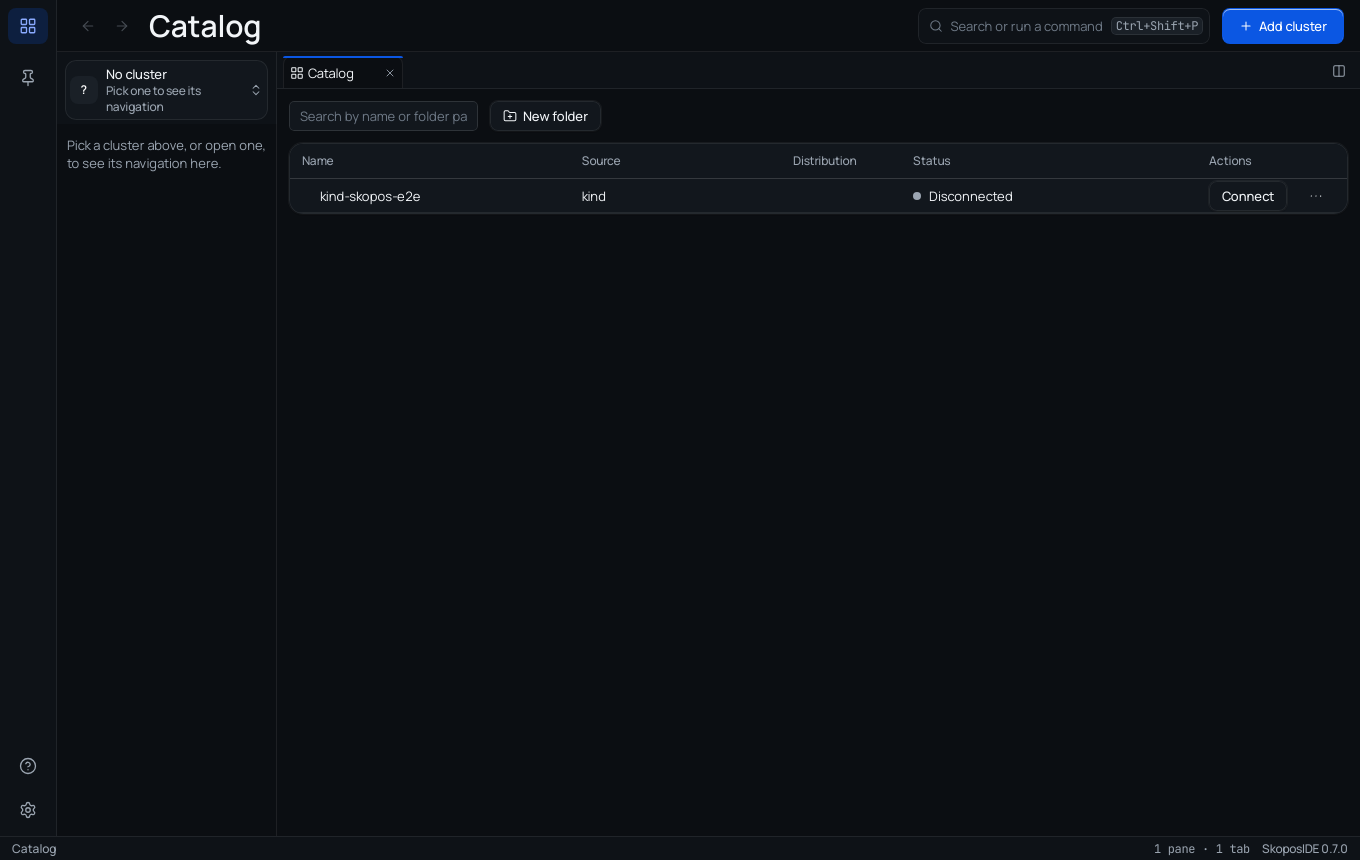 Catalog
Search or run a command Ctrl+Shift+P
Add cluster
?
No cluster
Pick one to see its
navigation
Pick a cluster above, or open one,
to see its navigation here.
Catalog
Search by name or folder pa
New folder
Name Source Distribution Status Actions
kind-skopos-e2e kind Disconnected Connect ...
Catalog
1 pane · 1 tab SkoposIDE 0.7.0